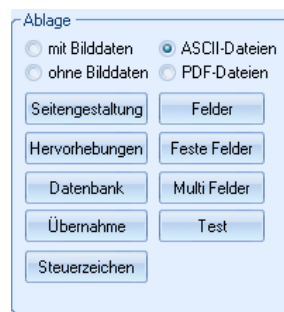 Ablage
mit Bilddaten ASCII-Dateien
ohne Bilddaten PDF-Dateien
Seitengestaltung Felder
Hervorhebungen Feste Felder
Datenbank Multi Felder
Übernahme Test
Steuerzeichen